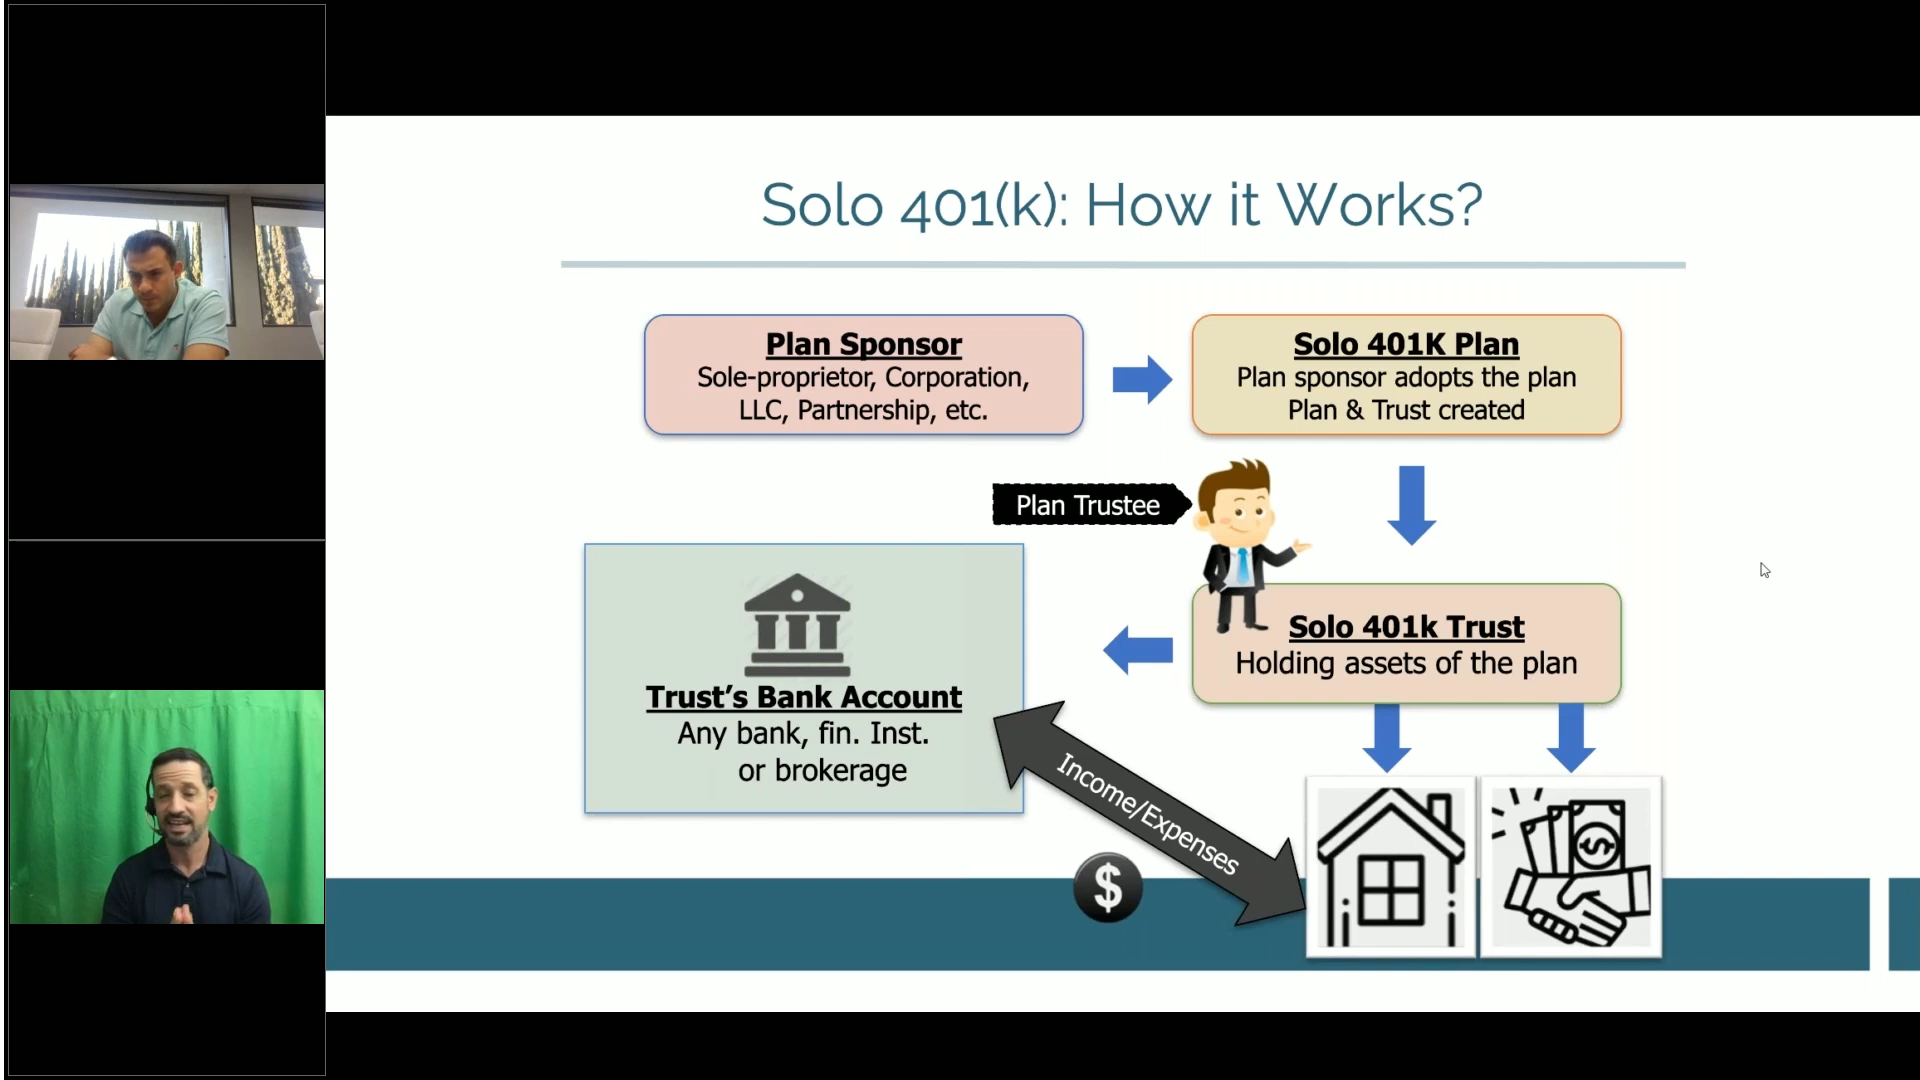 Solo 401(k): How it Works?
Plan Sponsor
Sole-proprietor, Corporation,
LLC, Partnership, etc.
Solo 401K Plan
Plan sponsor adopts the plan
Plan & Trust created
Plan Trustee
Solo 401k Trust
Holding assets of the plan
Trust’s Bank Account
Any bank, fin. Inst.
or brokerage
Income/Expenses
$
$